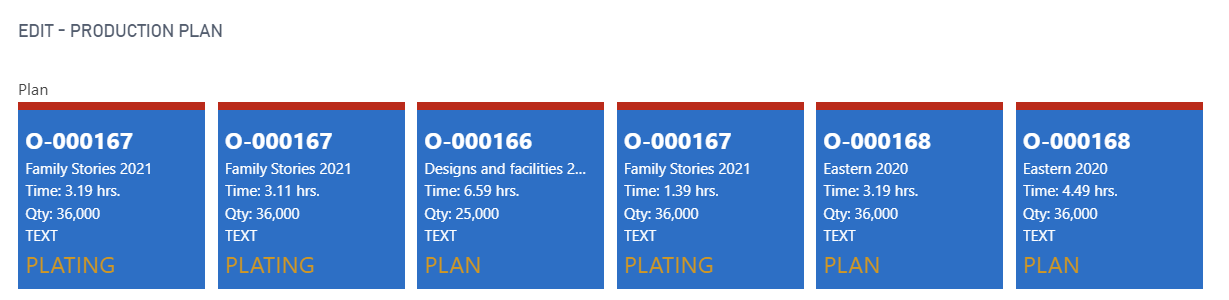 EDIT - PRODUCTION PLAN
Plan
O-000167
Family Stories 2021
Time: 3.19 hrs.
Qty: 36,000
TEXT
PLATING
O-000167
Family Stories 2021
Time: 3.11 hrs.
Qty: 36,000
TEXT
PLATING
O-000166
Designs and facilities 2...
Time: 6.59 hrs.
Qty: 25,000
TEXT
PLAN
O-000167
Family Stories 2021
Time: 1.39 hrs.
Qty: 36,000
TEXT
PLATING
O-000168
Eastern 2020
Time: 3.19 hrs.
Qty: 36,000
TEXT
PLAN
O-000168
Eastern 2020
Time: 4.49 hrs.
Qty: 36,000
TEXT
PLAN